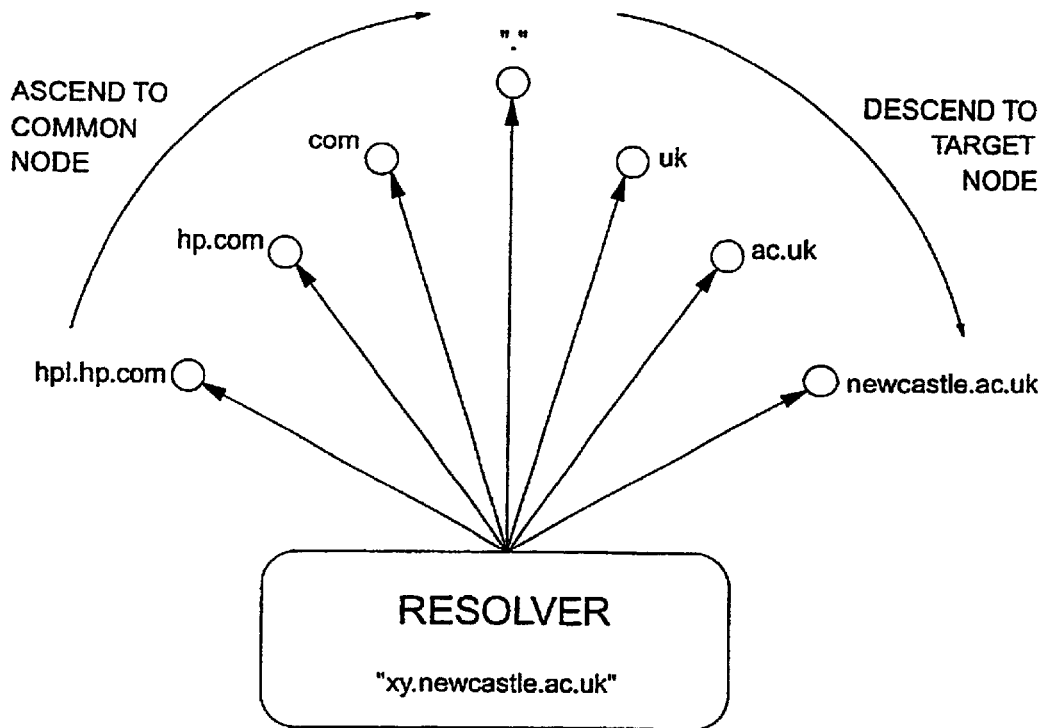 "."
ASCEND TO
COMMON
NODE
DESCEND TO
TARGET
NODE
com
uk
hp.com
ac.uk
hpl.hp.com
newcastle.ac.uk
RESOLVER
"xy.newcastle.ac.uk"